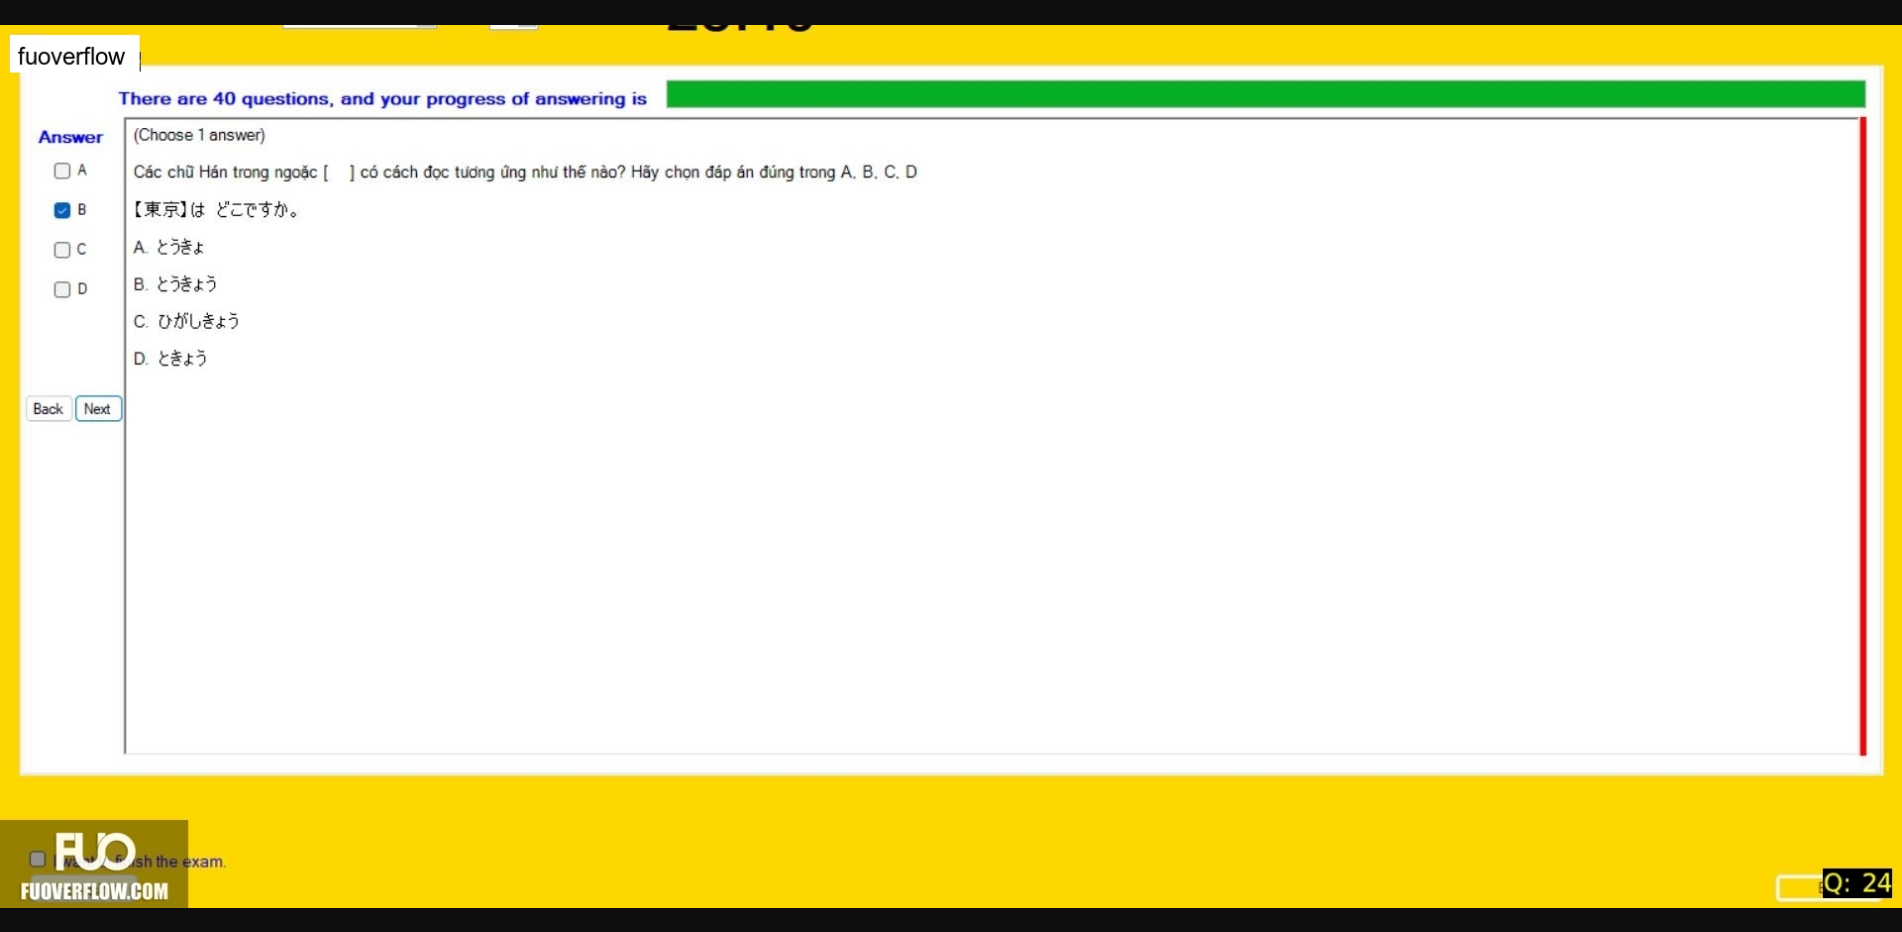 fuoverflow
There are 40 questions, and your progress of answering is
Answer
(Choose 1 answer)
A
Các chữ Hán trong ngoặc [ ] có cách đọc tương ứng như thế nào? Hãy chọn đáp án đúng trong A, B, C, D
B
【東京】は どこですか。
C
A. とうきょ
D
B. とうきょう
C. ひがしきょう
D. ときょう
Back Next
FUO
finish the exam.
FUOVERFLOW.COM
Q: 24